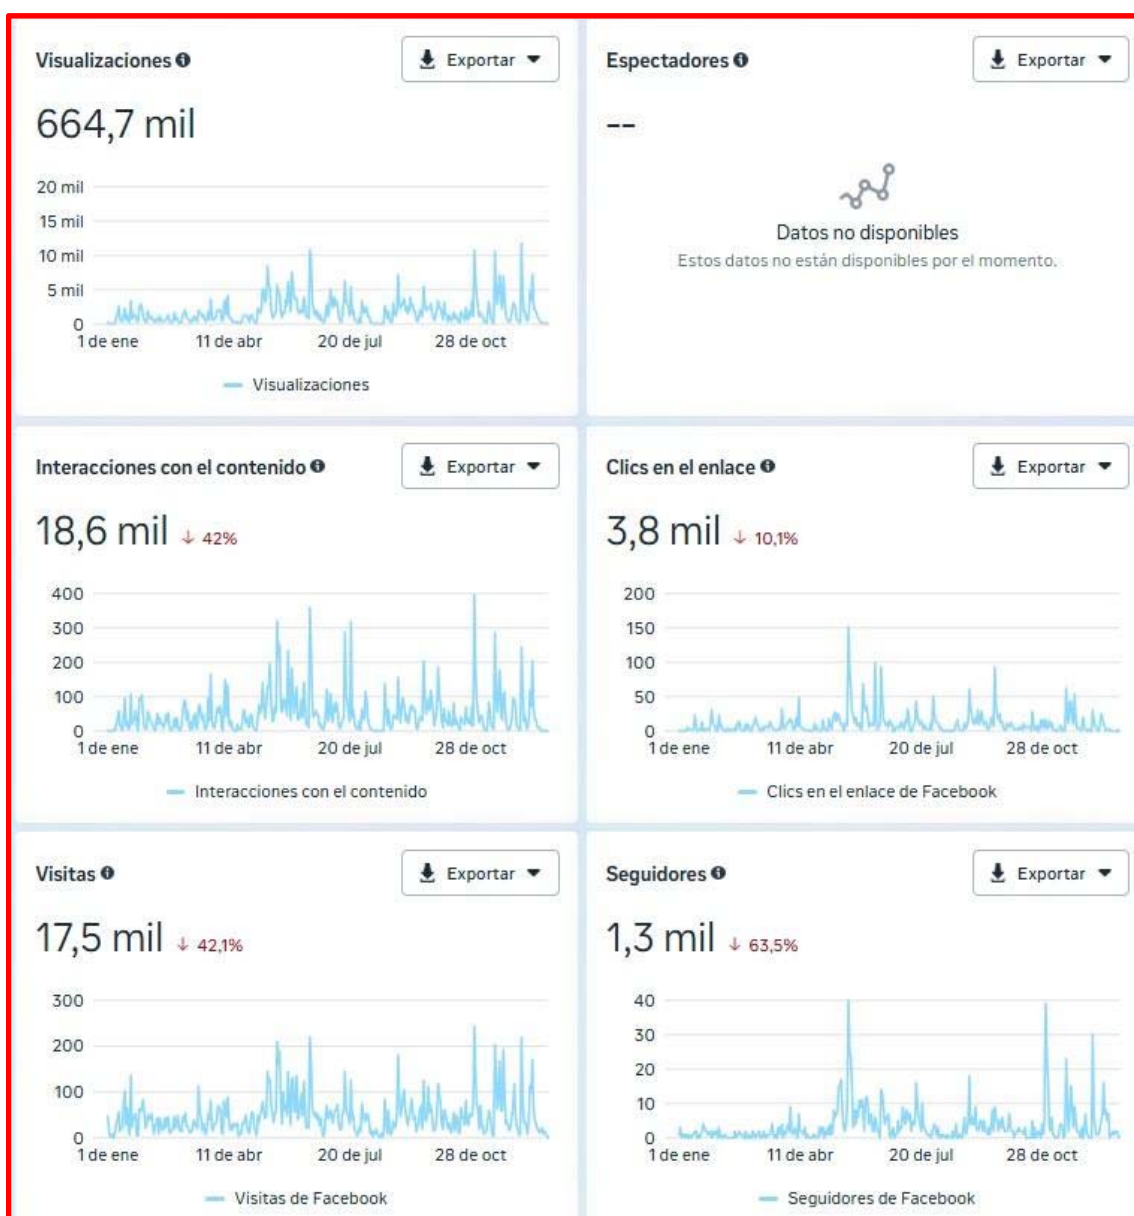 Visualizaciones
Exportar
664,7 mil
20 mil
15 mil
10 mil
5 mil
0
1 de ene 11 de abr 20 de jul 28 de oct
Visualizaciones
Espectadores
Exportar
--
Datos no disponibles
Estos datos no están disponibles por el momento.
Interacciones con el contenido
Exportar
18,6 mil ↓ 42%
400
300
200
100
0
1 de ene 11 de abr 20 de jul 28 de oct
Interacciones con el contenido
Clics en el enlace
Exportar
3,8 mil ↓ 10,1%
200
150
100
50
0
1 de ene 11 de abr 20 de jul 28 de oct
Clics en el enlace de Facebook
Visitas
Exportar
17,5 mil ↓ 42,1%
300
200
100
0
1 de ene 11 de abr 20 de jul 28 de oct
Visitas de Facebook
Seguidores
Exportar
1,3 mil ↓ 63,5%
40
30
20
10
0
1 de ene 11 de abr 20 de jul 28 de oct
Seguidores de Facebook